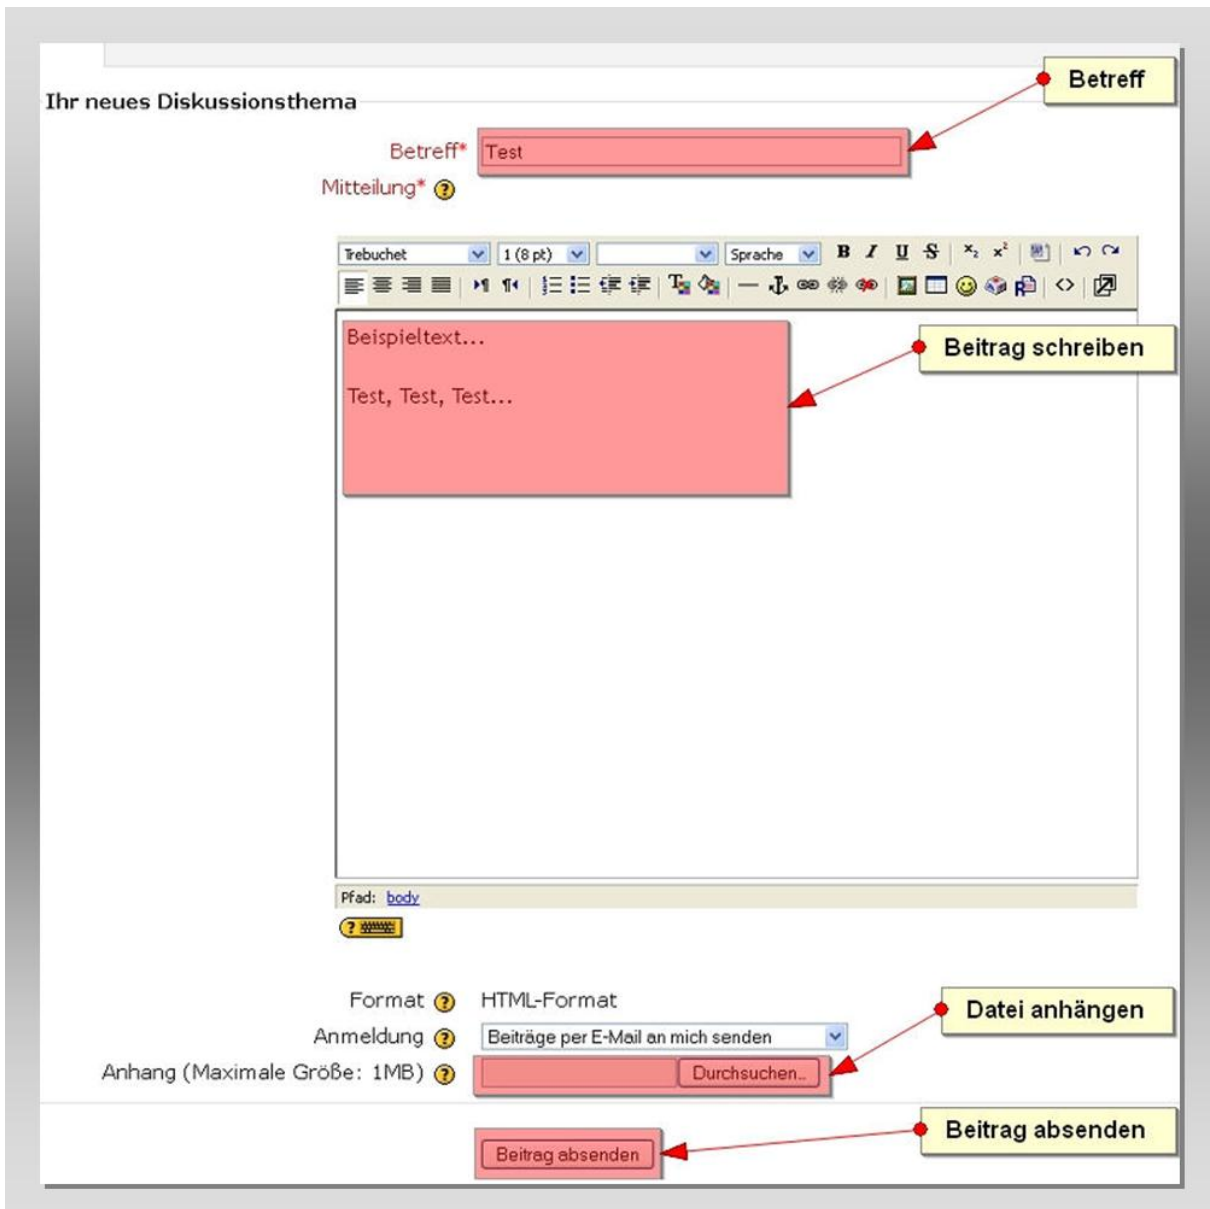 Betreff
Ihr neues Diskussionsthema
Betreff* Test
Mitteilung* ?
Trebuchet 1 (8 pt) Sprache B I U S x₂ x²
Beispieltext...
Beitrag schreiben
Test, Test, Test...
Pfad: body
?
Format ? HTML-Format
Datei anhängen
Anmeldung ? Beiträge per E-Mail an mich senden
Anhang (Maximale Größe: 1MB) ? Durchsuchen..
Beitrag absenden
Beitrag absenden